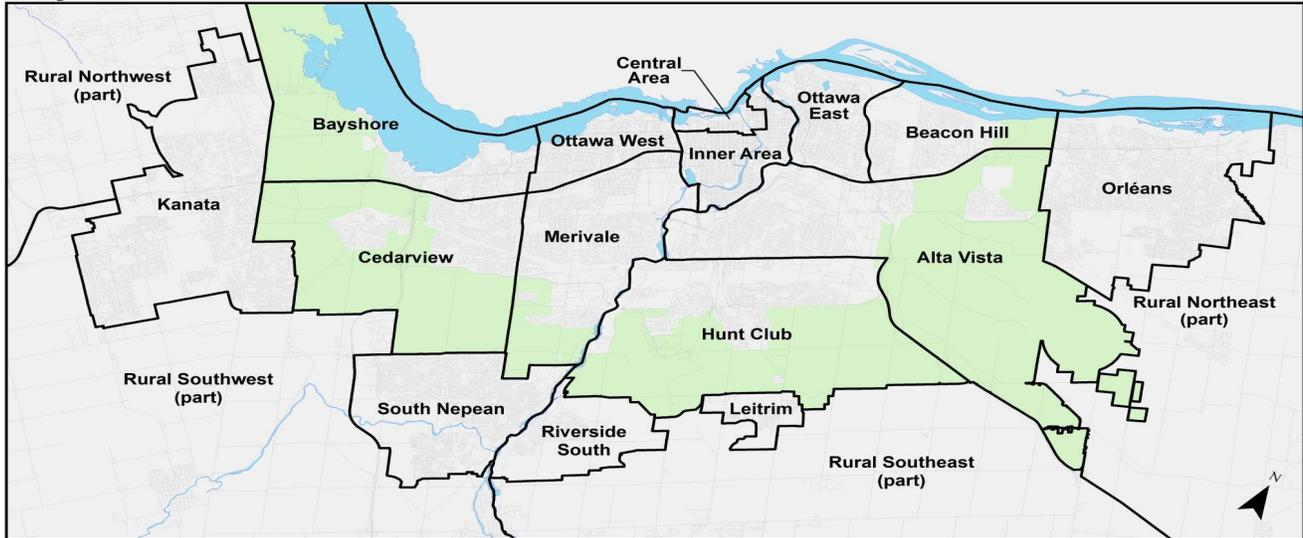 Central
Area
Rural Northwest
(part)
Ottawa
East
Bayshore
Beacon Hill
Ottawa West
Inner Area
Orléans
Kanata
Merivale
Cedarview
Alta Vista
Rural Northeast
(part)
Hunt Club
Rural Southwest
(part)
South Nepean
Leitrim
Riverside
South
Rural Southeast
(part)
N